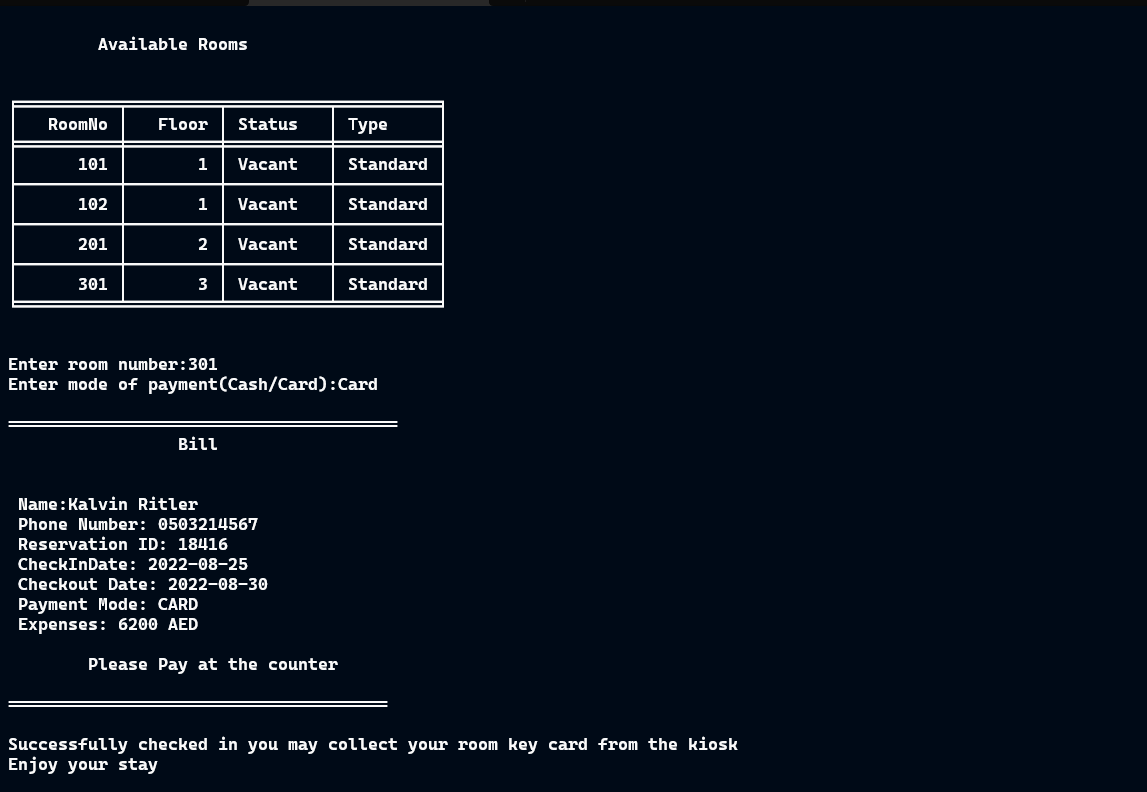 Available Rooms
RoomNo Floor Status Type
101 1 Vacant Standard
102 1 Vacant Standard
201 2 Vacant Standard
301 3 Vacant Standard
Enter room number:301
Enter mode of payment(Cash/Card):Card
Bill
Name:Kalvin Ritler
Phone Number: 0503214567
Reservation ID: 18416
CheckInDate: 2022-08-25
Checkout Date: 2022-08-30
Payment Mode: CARD
Expenses: 6200 AED
Please Pay at the counter
Successfully checked in you may collect your room key card from the kiosk
Enjoy your stay